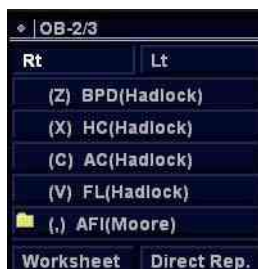 OB-2/3
Rt Lt
(Z) BPD(Hadlock)
(X) HC(Hadlock)
(C) AC(Hadlock)
(V) FL(Hadlock)
(,) AFI(Moore)
Worksheet Direct Rep.